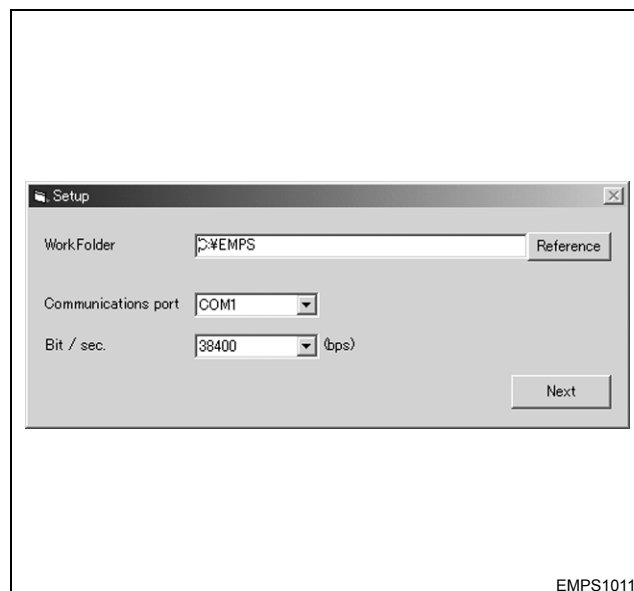 Setup
WorkFolder C:¥EMPS Reference
Communications port COM1
Bit / sec. 38400 (bps)
Next
EMPS1011